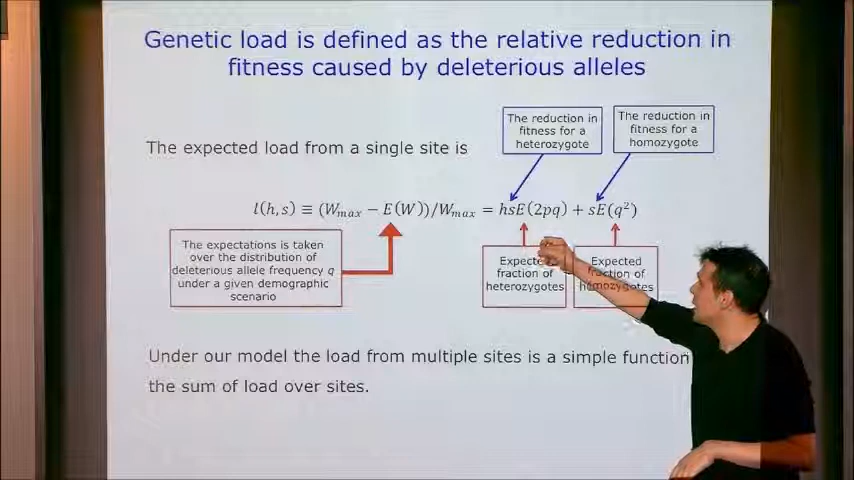 Genetic load is defined as the relative reduction in
fitness caused by deleterious alleles
The reduction in
fitness for a
heterozygote
The reduction in
fitness for a
homozygote
The expected load from a single site is
l(h, s) ≡ (Wmax − E(W))/Wmax = hsE(2pq) + sE(q²)
The expectations is taken
over the distribution of
deleterious allele frequency q
under a given demographic
scenario
fraction of
heterozygotes
Expected
fraction of
homozygotes
Under our model the load from multiple sites is a simple function
the sum of load over sites.